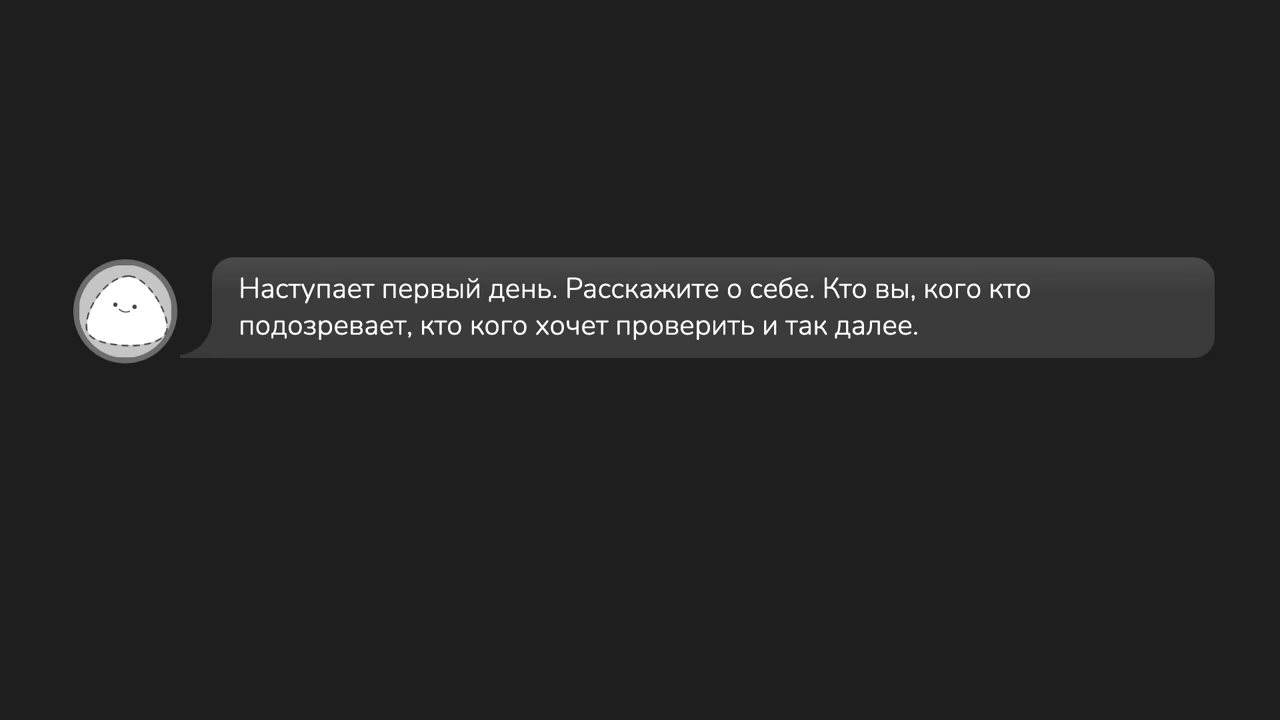 Наступает первый день. Расскажите о себе. Кто вы, кого кто
подозревает, кто кого хочет проверить и так далее.